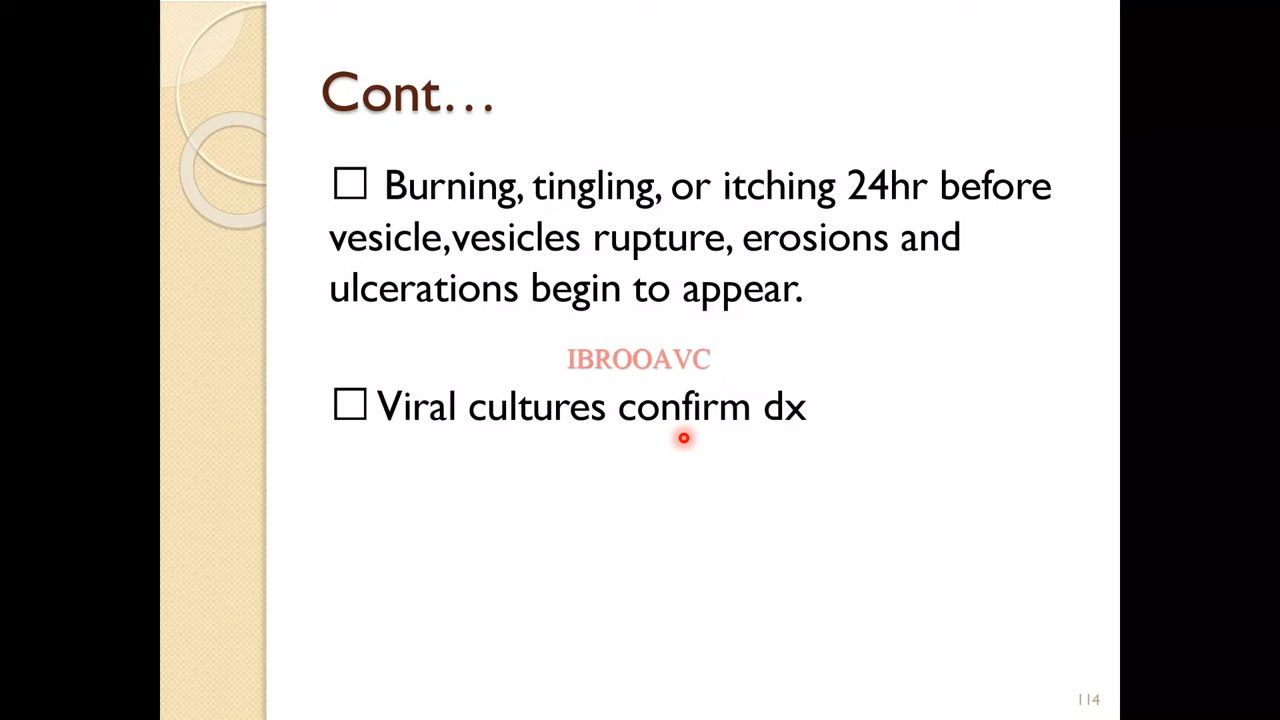 Cont…
☐ Burning, tingling, or itching 24hr before
vesicle,vesicles rupture, erosions and
ulcerations begin to appear.
IBROOAVC
☐ Viral cultures confirm dx
114